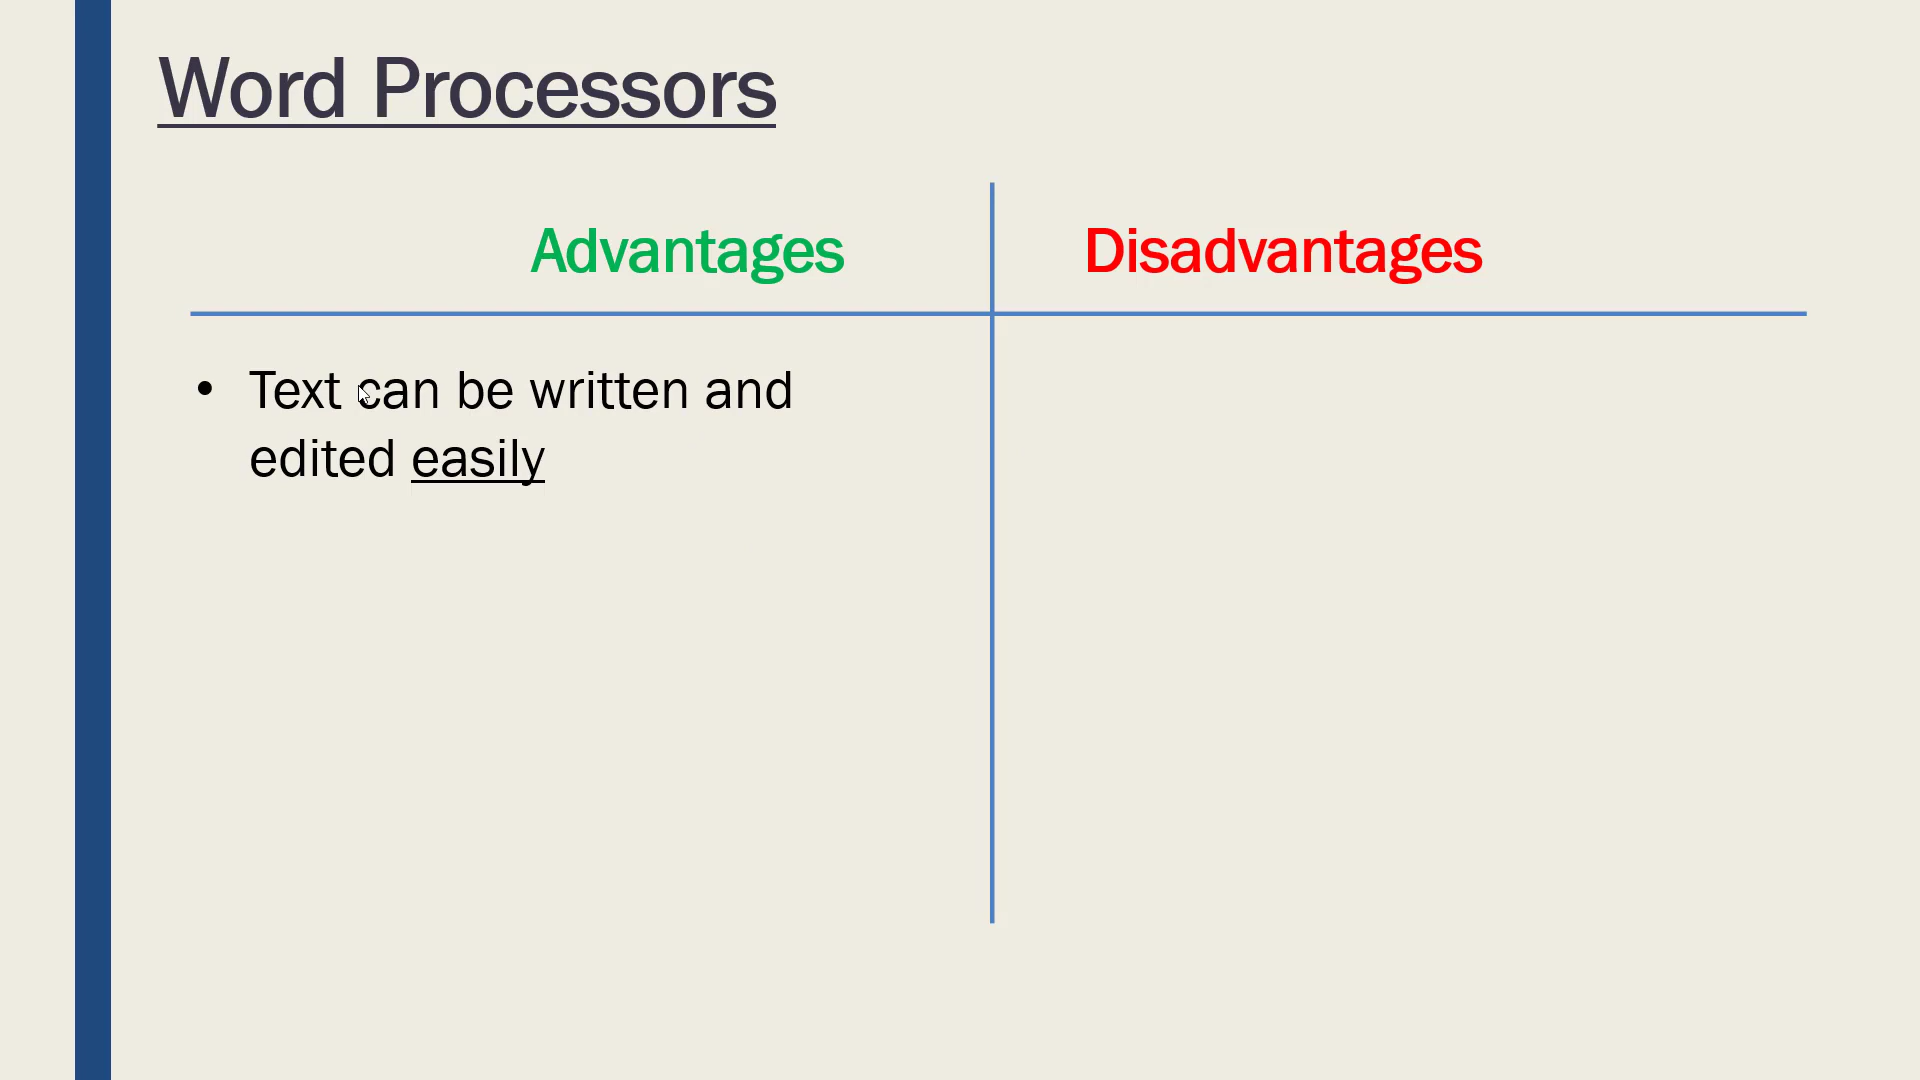 Word Processors
Advantages
Disadvantages
• Text can be written and
edited easily